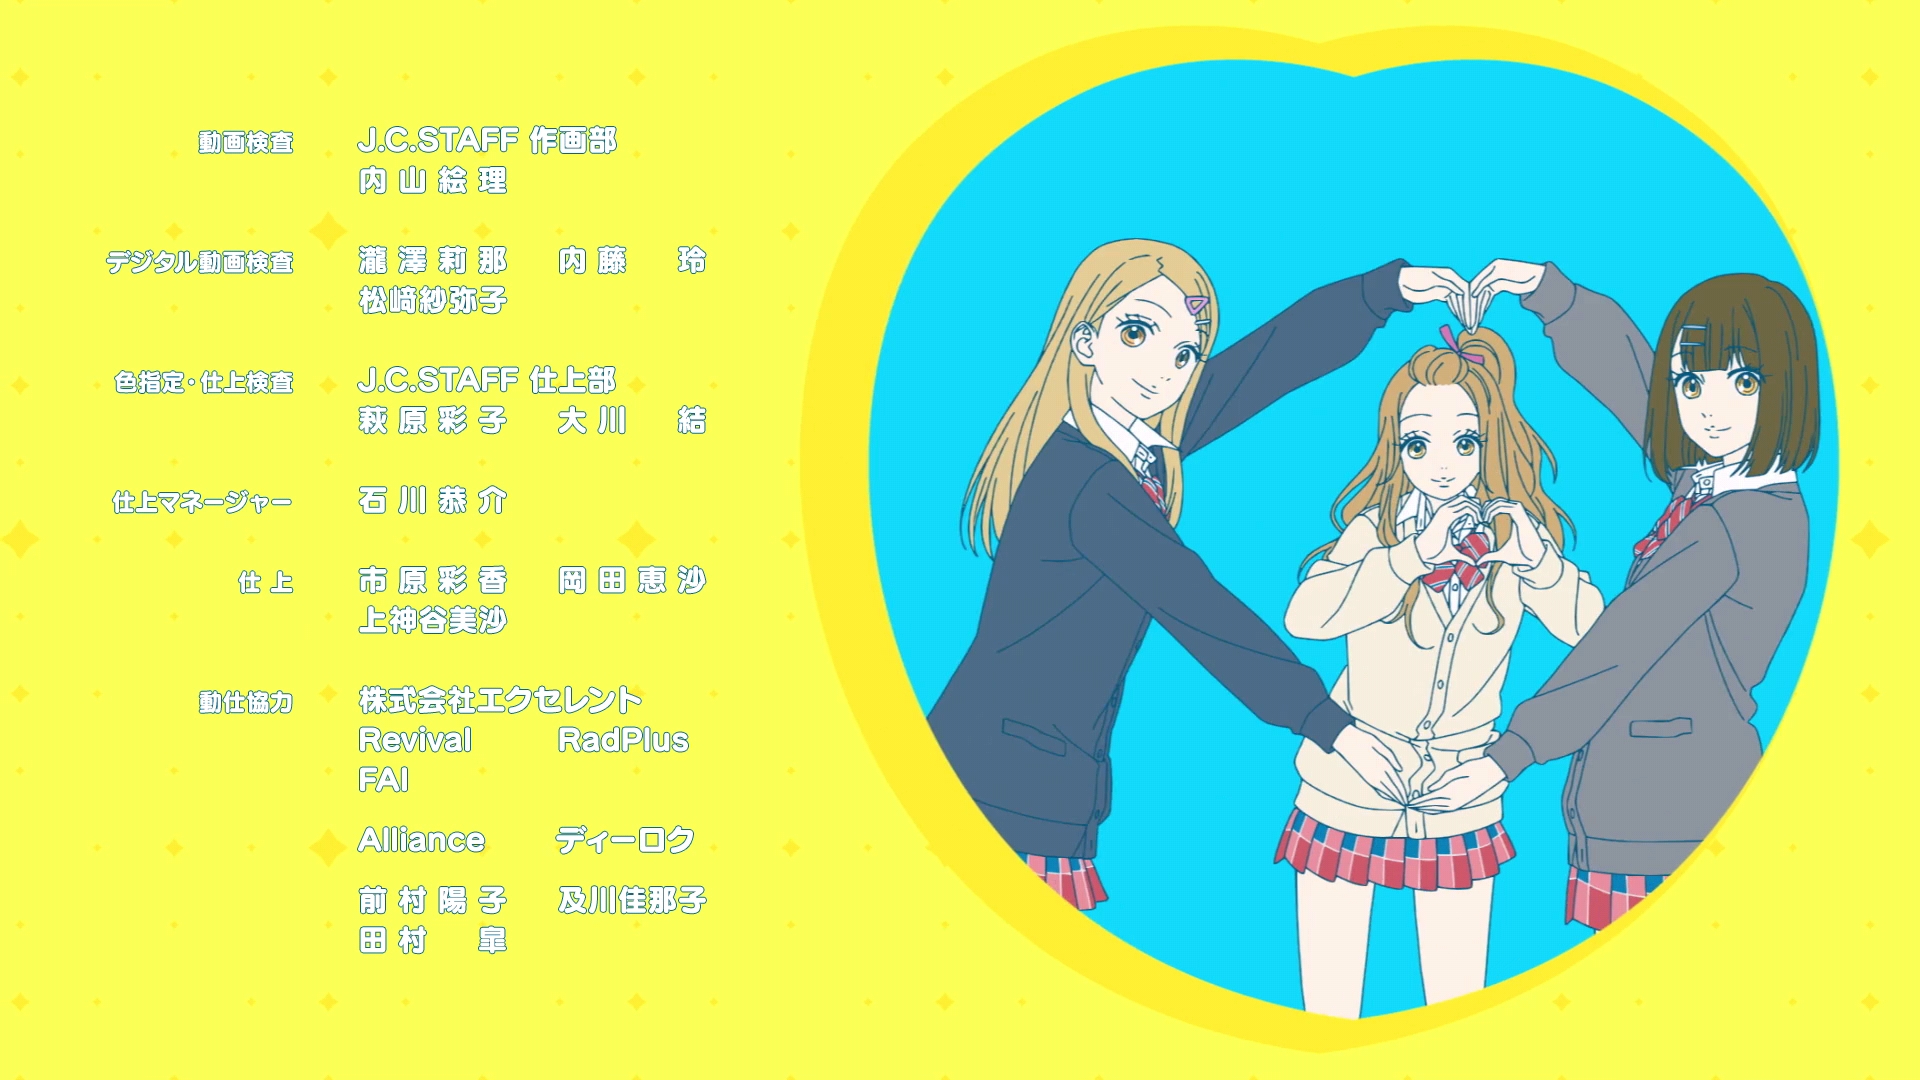 動画検査 J.C.STAFF 作画部
内山絵理
デジタル動画検査 瀧澤莉那 内藤 玲
松﨑紗弥子
色指定・仕上検査 J.C.STAFF 仕上部
萩原彩子 大川 結
仕上マネージャー 石川恭介
仕上 市原彩香 岡田恵沙
上神谷美沙
動仕協力 株式会社エクセレント
Revival RadPlus
FAI
Alliance ディーロク
前村陽子 及川佳那子
田村 皐